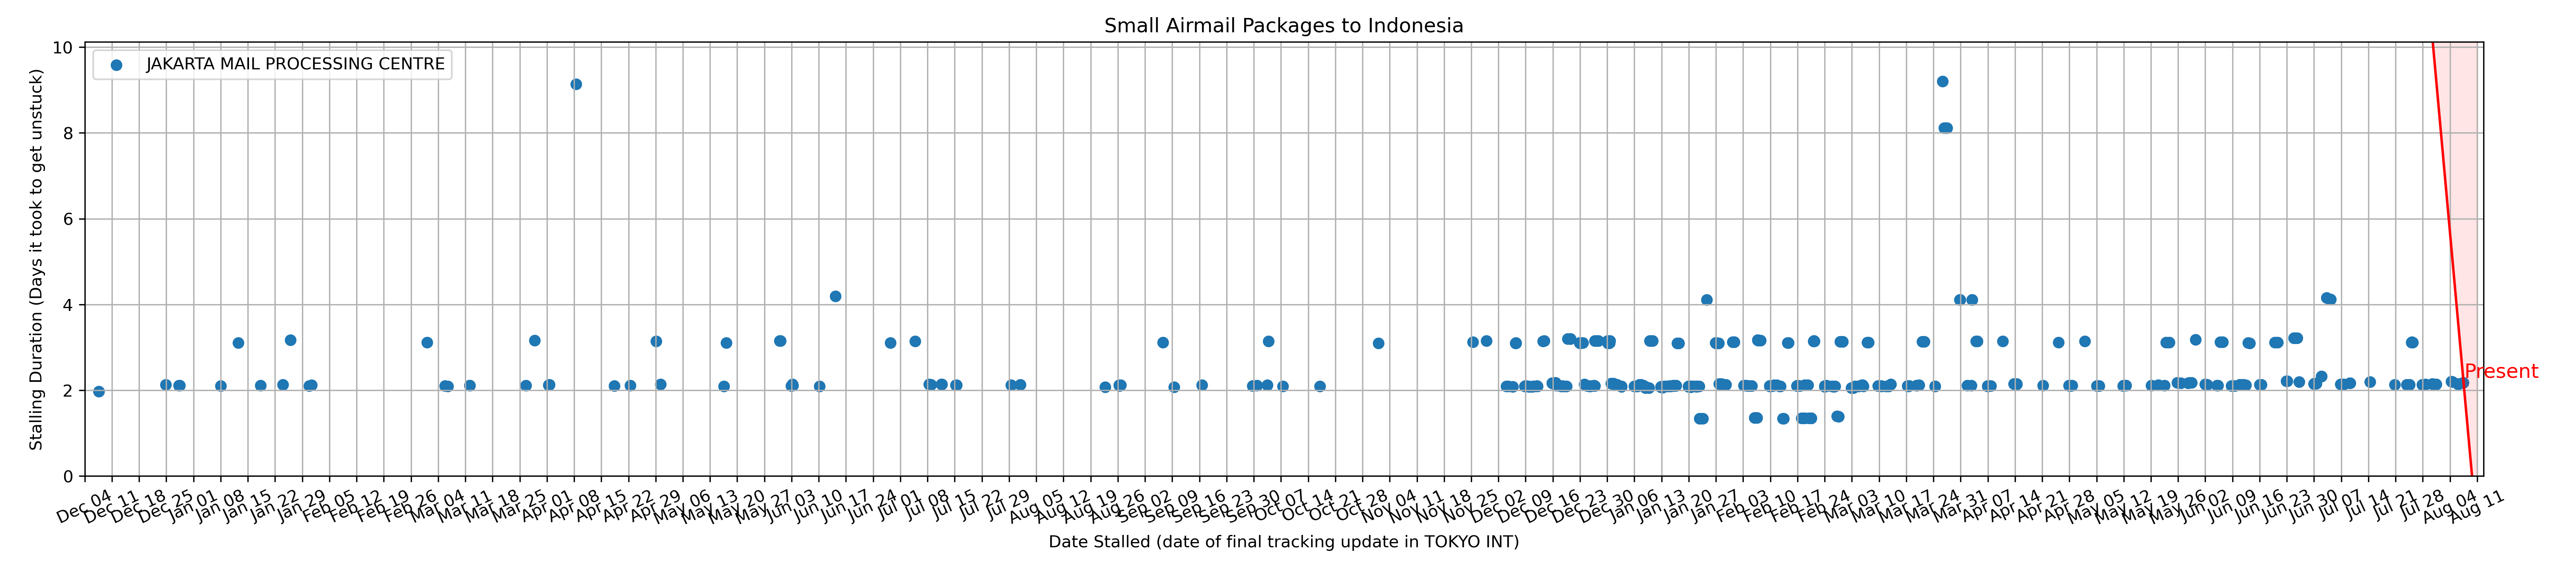 Small Airmail Packages to Indonesia
JAKARTA MAIL PROCESSING CENTRE
Stalling Duration (Days it took to get unstuck)
10
8
6
4
2
0
Present
Dec 04
Dec 11
Dec 18
Dec 25
Jan 01
Jan 08
Jan 15
Jan 22
Jan 29
Feb 05
Feb 12
Feb 19
Feb 26
Mar 04
Mar 11
Mar 18
Mar 25
Apr 01
Apr 08
Apr 15
Apr 22
Apr 29
May 06
May 13
May 20
May 27
Jun 03
Jun 10
Jun 17
Jun 24
Jul 01
Jul 08
Jul 15
Jul 22
Jul 29
Aug 05
Aug 12
Aug 19
Aug 26
Sep 02
Sep 09
Sep 16
Sep 23
Sep 30
Oct 07
Oct 14
Oct 21
Oct 28
Nov 04
Nov 11
Nov 18
Nov 25
Dec 02
Dec 09
Dec 16
Dec 23
Dec 30
Jan 06
Jan 13
Jan 20
Jan 27
Feb 03
Feb 10
Feb 17
Feb 24
Mar 03
Mar 10
Mar 17
Mar 24
Mar 31
Apr 07
Apr 14
Apr 21
Apr 28
May 05
May 12
May 19
May 26
Jun 02
Jun 09
Jun 16
Jun 23
Jun 30
Jul 07
Jul 14
Jul 21
Jul 28
Aug 04
Aug 11
Date Stalled (date of final tracking update in TOKYO INT)